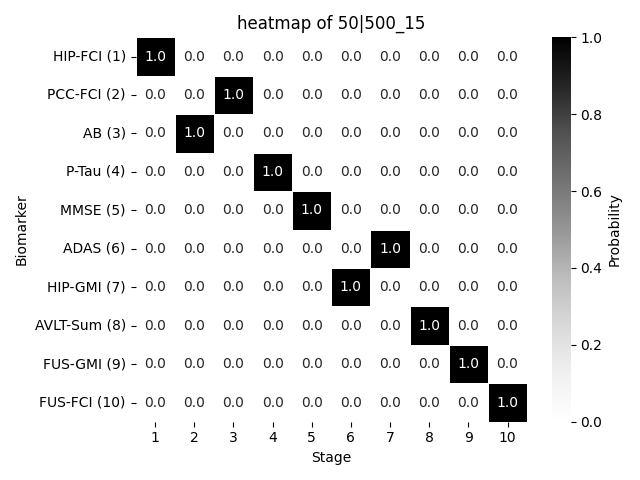 heatmap of 50|500_15
HIP-FCI (1) 1.0 0.0 0.0 0.0 0.0 0.0 0.0 0.0 0.0 0.0
PCC-FCI (2) 0.0 0.0 1.0 0.0 0.0 0.0 0.0 0.0 0.0 0.0
AB (3) 0.0 1.0 0.0 0.0 0.0 0.0 0.0 0.0 0.0 0.0
P-Tau (4) 0.0 0.0 0.0 1.0 0.0 0.0 0.0 0.0 0.0 0.0
MMSE (5) 0.0 0.0 0.0 0.0 1.0 0.0 0.0 0.0 0.0 0.0
ADAS (6) 0.0 0.0 0.0 0.0 0.0 0.0 1.0 0.0 0.0 0.0
HIP-GMI (7) 0.0 0.0 0.0 0.0 0.0 1.0 0.0 0.0 0.0 0.0
AVLT-Sum (8) 0.0 0.0 0.0 0.0 0.0 0.0 0.0 1.0 0.0 0.0
FUS-GMI (9) 0.0 0.0 0.0 0.0 0.0 0.0 0.0 0.0 1.0 0.0
FUS-FCI (10) 0.0 0.0 0.0 0.0 0.0 0.0 0.0 0.0 0.0 1.0
1 2 3 4 5 6 7 8 9 10
Stage
Biomarker
1.0
0.8
0.6
0.4
0.2
0.0
Probability